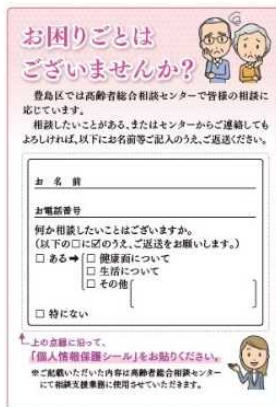 お困りごとは
ございませんか?
豊島区では高齢者総合相談センターで皆様の相談に
応じています。
相談したいことがある、またはセンターからご連絡しても
よろしければ、以下にお名前等ご記入のうえ、ご返送ください。
お 名 前
お電話番号
何か相談したいことはございますか。
(以下の□に☑のうえ、ご返送をお願いします。)
□ ある➡ □ 健康面について
□ 生活について
□ その他
□ 特にない
上の点線に沿って、
「個人情報保護シール」をお貼りください。
※ご記載いただいた内容は高齢者総合相談センター
にて相談支援業務に使用させていただきます。